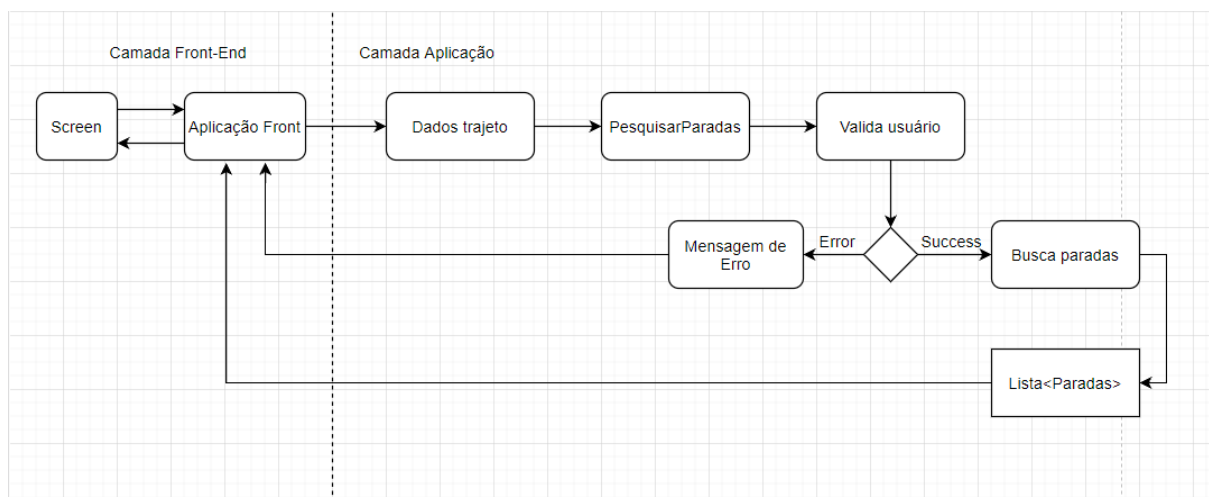 Camada Front-End
Camada Aplicação
Screen
Aplicação Front
Dados trajeto
PesquisarParadas
Valida usuário
Mensagem de
Erro
Error
Success
Busca paradas
Lista<Paradas>